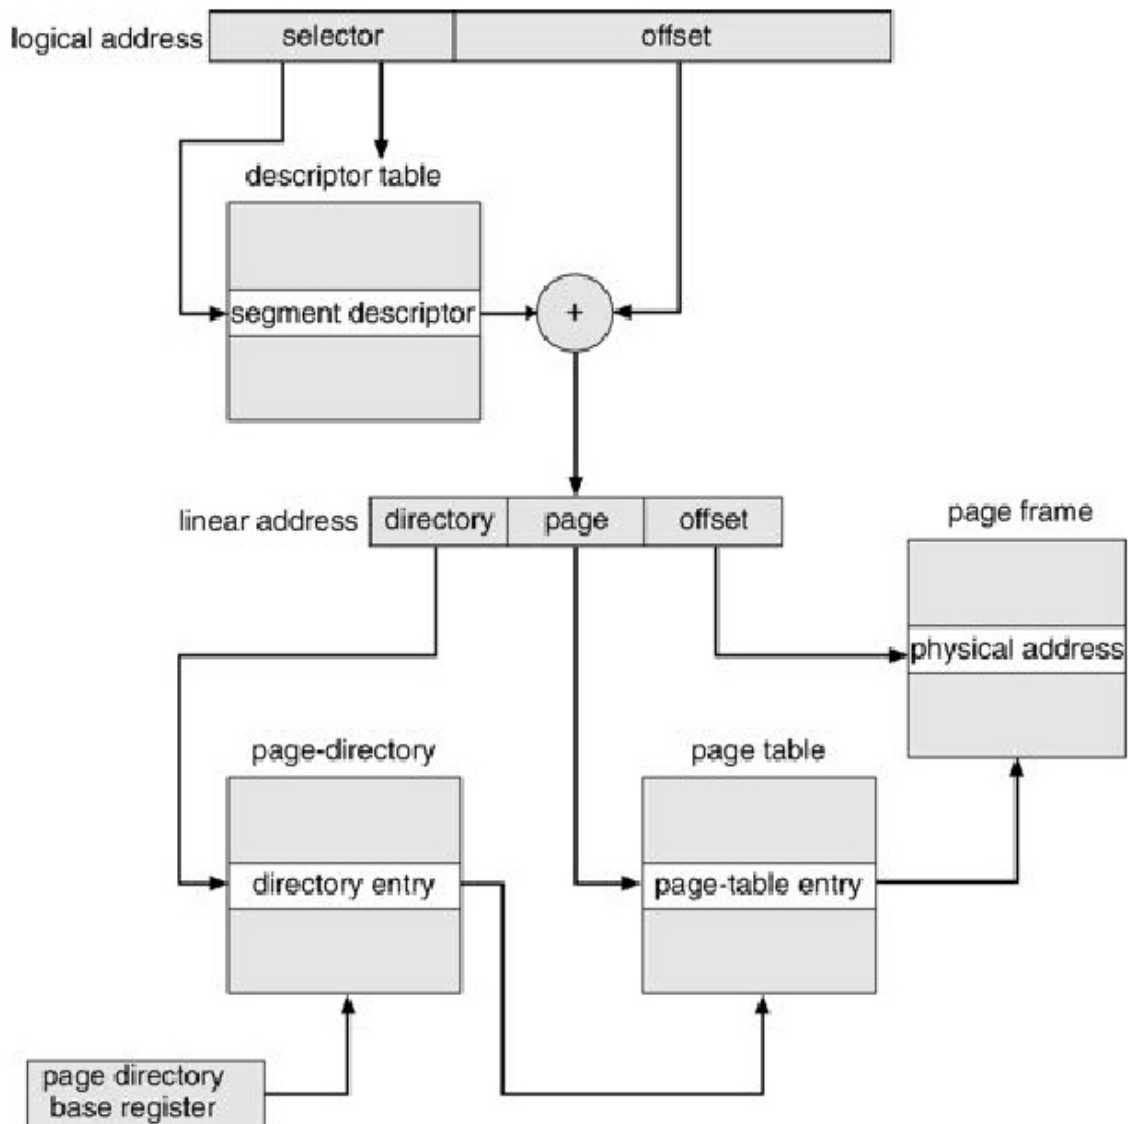 logical address
selector
offset
descriptor table
segment descriptor
+
linear address
directory
page
offset
page frame
physical address
page-directory
page table
directory entry
page-table entry
page directory
base register